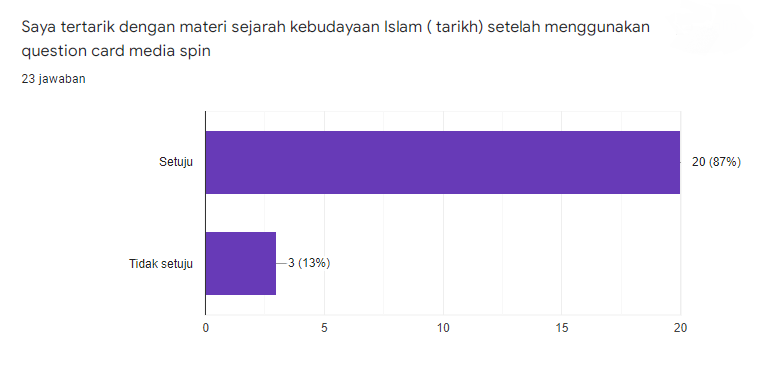 Saya tertarik dengan materi sejarah kebudayaan Islam ( tarikh) setelah menggunakan
question card media spin
23 jawaban
Setuju
20 (87%)
Tidak setuju
3 (13%)
0
5
10
15
20